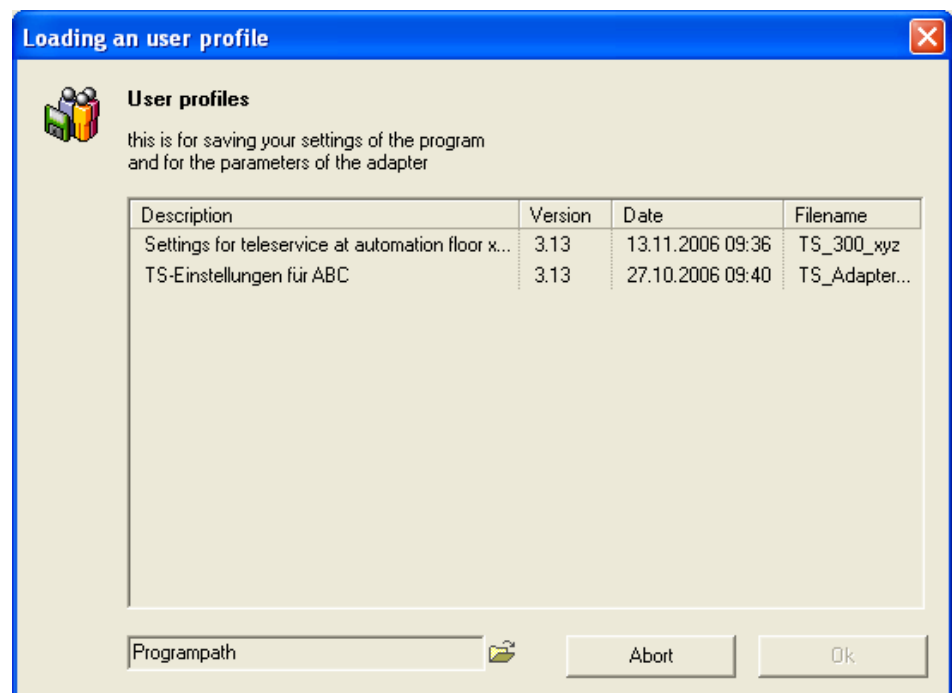 Loading an user profile
User profiles
this is for saving your settings of the program
and for the parameters of the adapter
Description Version Date Filename
Settings for teleservice at automation floor x... 3.13 13.11.2006 09:36 TS_300_xyz
TS-Einstellungen für ABC 3.13 27.10.2006 09:40 TS_Adapter...
Programpath Abort Ok